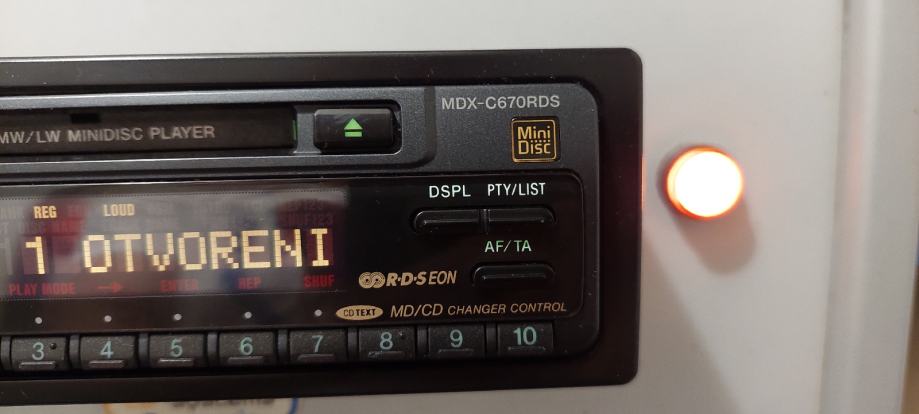 MDX-C670RDS
MW/LW MINIDISC PLAYER
Mini
Disc
DSPL PTY/LIST
REG LOUD
AF/TA
1 OTVORENI
R·D·S EON
PLAY MODE → ENTER REP SHUF
CD TEXT MD/CD CHANGER CONTROL
3 4 5 6 7 8 9 10